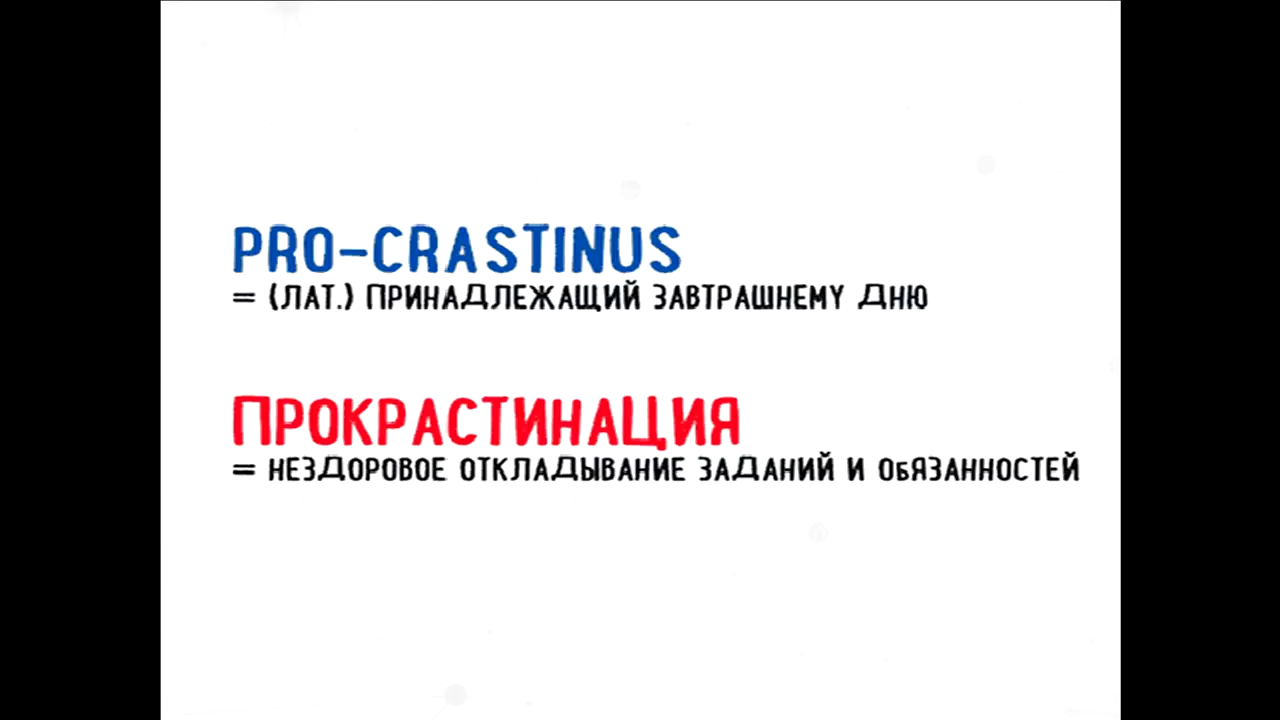 PRO-CRASTINUS
= (ЛАТ.) ПРИНАДЛЕЖАЩИЙ ЗАВТРАШНЕМУ ДНЮ
ПРОКРАСТИНАЦИЯ
= НЕЗДОРОВОЕ ОТКЛАДЫВАНИЕ ЗАДАНИЙ И ОБЯЗАННОСТЕЙ